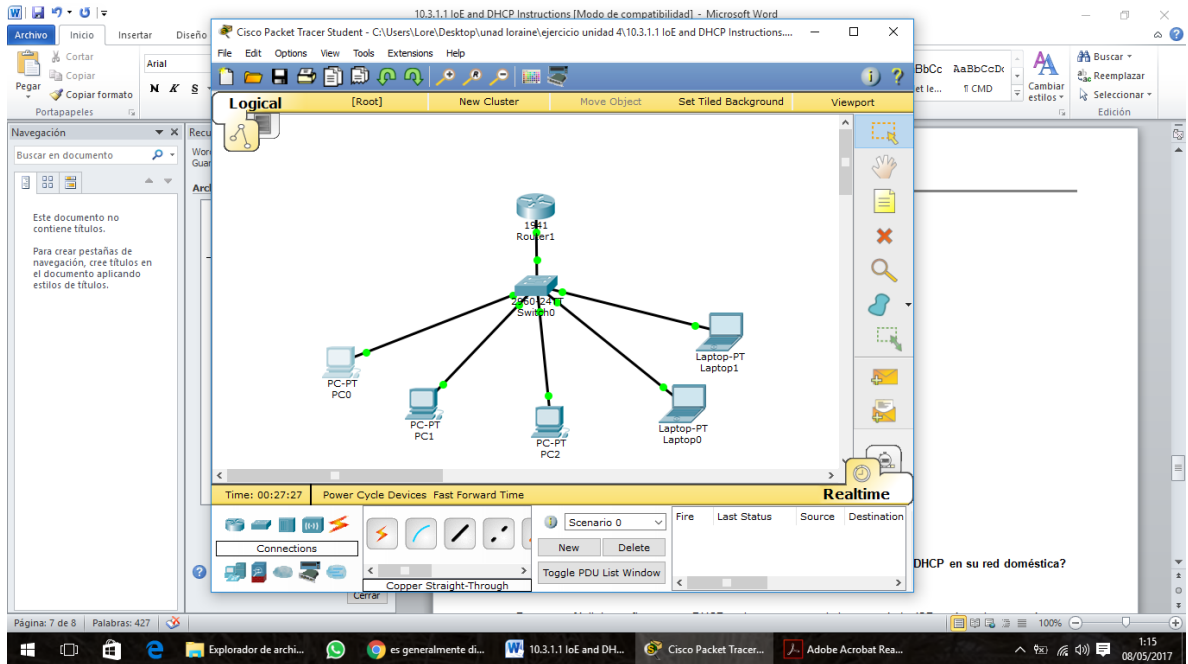 10.3.1.1 IoE and DHCP Instructions [Modo de compatibilidad] - Microsoft Word
Archivo Inicio Insertar Diseño
Cortar
Copiar
Copiar formato
Pegar
Portapapeles
Arial
N K S
AaBbCcDc
¶ CMD
Cambiar estilos
Buscar
Reemplazar
Seleccionar
Edición
Navegación
Buscar en documento
Este documento no
contiene títulos.
Para crear pestañas de
navegación, cree títulos en
el documento aplicando
estilos de títulos.
Cisco Packet Tracer Student - C:\Users\Lore\Desktop\unad loraine\ejercicio unidad 4\10.3.1.1 IoE and DHCP Instructions....
File Edit Options View Tools Extensions Help
Logical [Root] New Cluster Move Object Set Tiled Background Viewport
1941
Router1
2960-24TT
Switch0
PC-PT
PC0
PC-PT
PC1
PC-PT
PC2
Laptop-PT
Laptop0
Laptop-PT
Laptop1
Time: 00:27:27 Power Cycle Devices Fast Forward Time Realtime
Connections
Copper Straight-Through
Scenario 0
New Delete
Toggle PDU List Window
Fire Last Status Source Destination
Cerrar
DHCP en su red doméstica?
Página: 7 de 8 Palabras: 427 100%
Explorador de archi... es generalmente di... 10.3.1.1 IoE and DH... Cisco Packet Tracer... Adobe Acrobat Rea...
1:15
08/05/2017